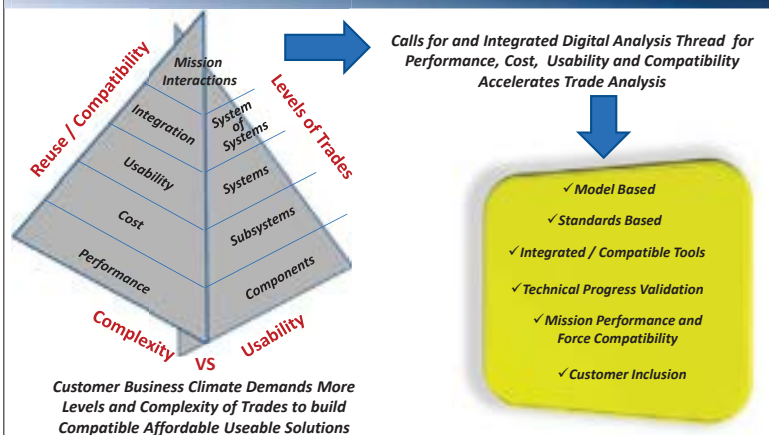 Calls for and Integrated Digital Analysis Thread for
Performance, Cost, Usability and Compatibility
Accelerates Trade Analysis
Reuse / Compatibility
Levels of Trades
Mission
Interactions
Integration
Usability
Cost
Performance
System
of
Systems
Systems
Subsystems
Components
Complexity
VS
Usability
Customer Business Climate Demands More
Levels and Complexity of Trades to build
Compatible Affordable Useable Solutions
✓Model Based
✓Standards Based
✓Integrated / Compatible Tools
✓Technical Progress Validation
✓Mission Performance and
Force Compatibility
✓Customer Inclusion